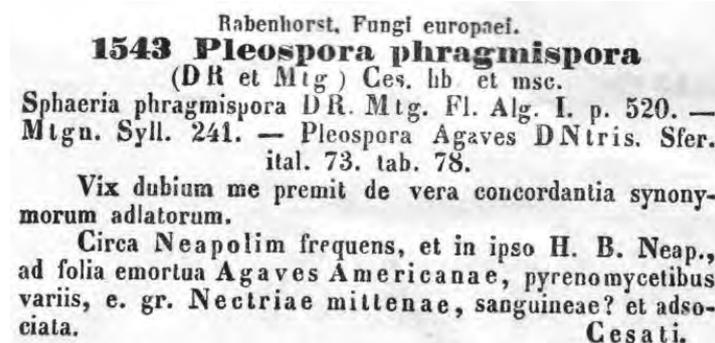 Rabenhorst, Fungi europaei.
1543 Pleospora phragmispora
(DR et Mtg) Ces. hb et msc.
Sphaeria phragmispora DR. Mtg. Fl. Alg. I. p. 520. —
Mtgn. Syll. 241. — Pleospora Agaves DNtris. Sfer.
ital. 73. tab. 78.
Vix dubium me premit de vera concordantia synony-
morum adlatorum.
Circa Neapolim frequens, et in ipso H. B. Neap.,
ad folia emortua Agaves Americanae, pyrenomycetibus
variis, e. gr. Nectriae mittenae, sanguineae? et adso-
ciata. Cesati.